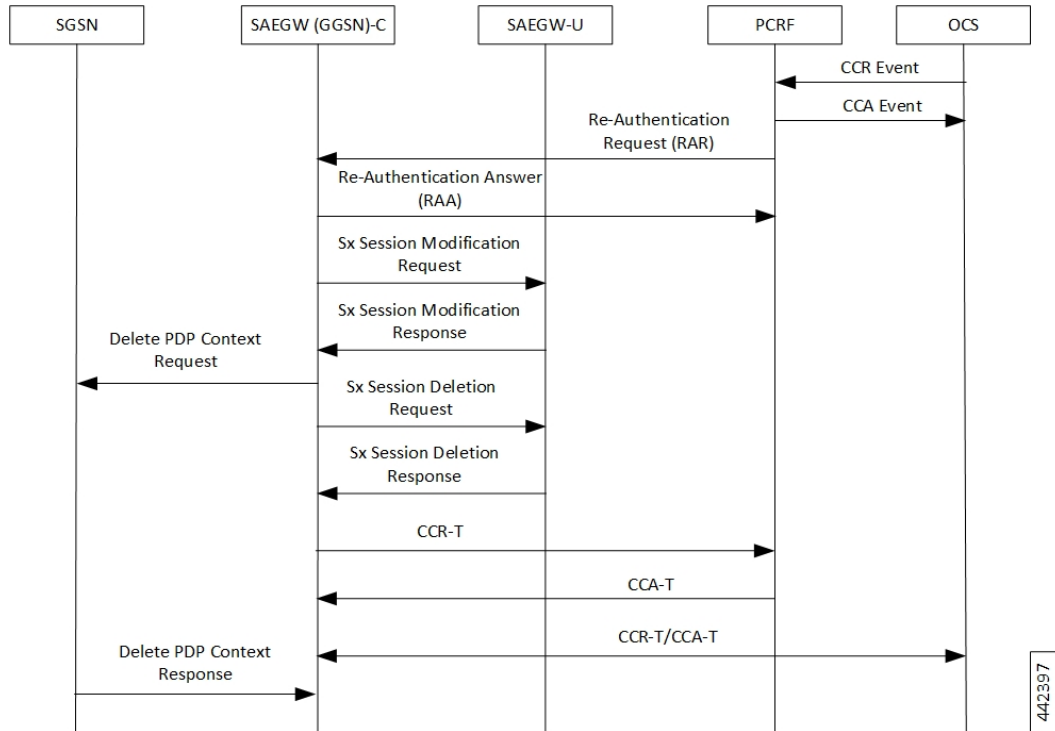 SGSN
SAEGW (GGSN)-C
SAEGW-U
PCRF
OCS
CCR Event
CCA Event
Re-Authentication
Request (RAR)
Re-Authentication Answer
(RAA)
Sx Session Modification
Request
Sx Session Modification
Response
Delete PDP Context
Request
Sx Session Deletion
Request
Sx Session Deletion
Response
CCR-T
CCA-T
CCR-T/CCA-T
Delete PDP Context
Response
442397